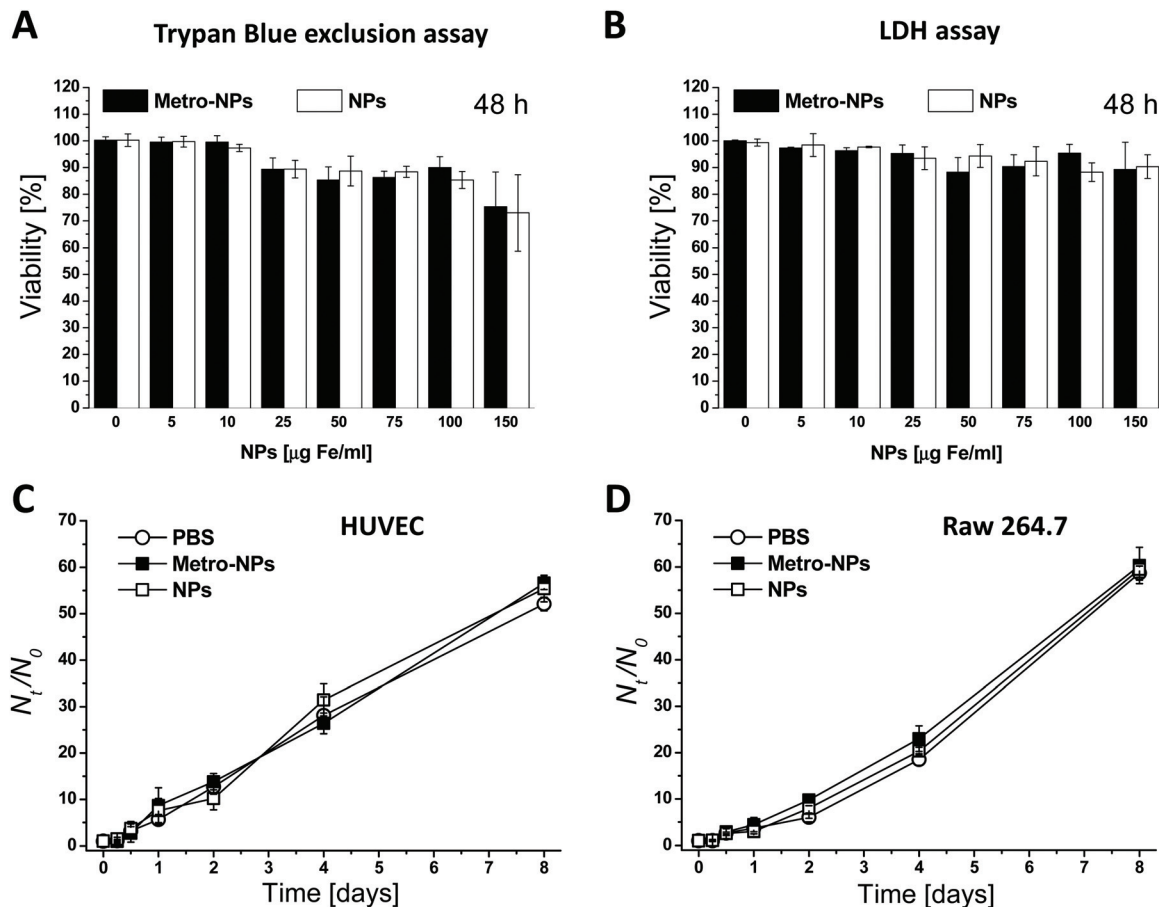 A
Trypan Blue exclusion assay
Metro-NPs
NPs
48 h
120
110
100
90
80
70
60
50
40
30
20
10
0
Viability [%]
0 5 10 25 50 75 100 150
NPs [µg Fe/ml]
B
LDH assay
Metro-NPs
NPs
48 h
120
110
100
90
80
70
60
50
40
30
20
10
0
Viability [%]
0 5 10 25 50 75 100 150
NPs [µg Fe/ml]
C
HUVEC
PBS
Metro-NPs
NPs
70
60
50
40
30
20
10
0
Nt/N0
0 1 2 3 4 5 6 7 8
Time [days]
D
Raw 264.7
PBS
Metro-NPs
NPs
70
60
50
40
30
20
10
0
Nt/N0
0 1 2 3 4 5 6 7 8
Time [days]